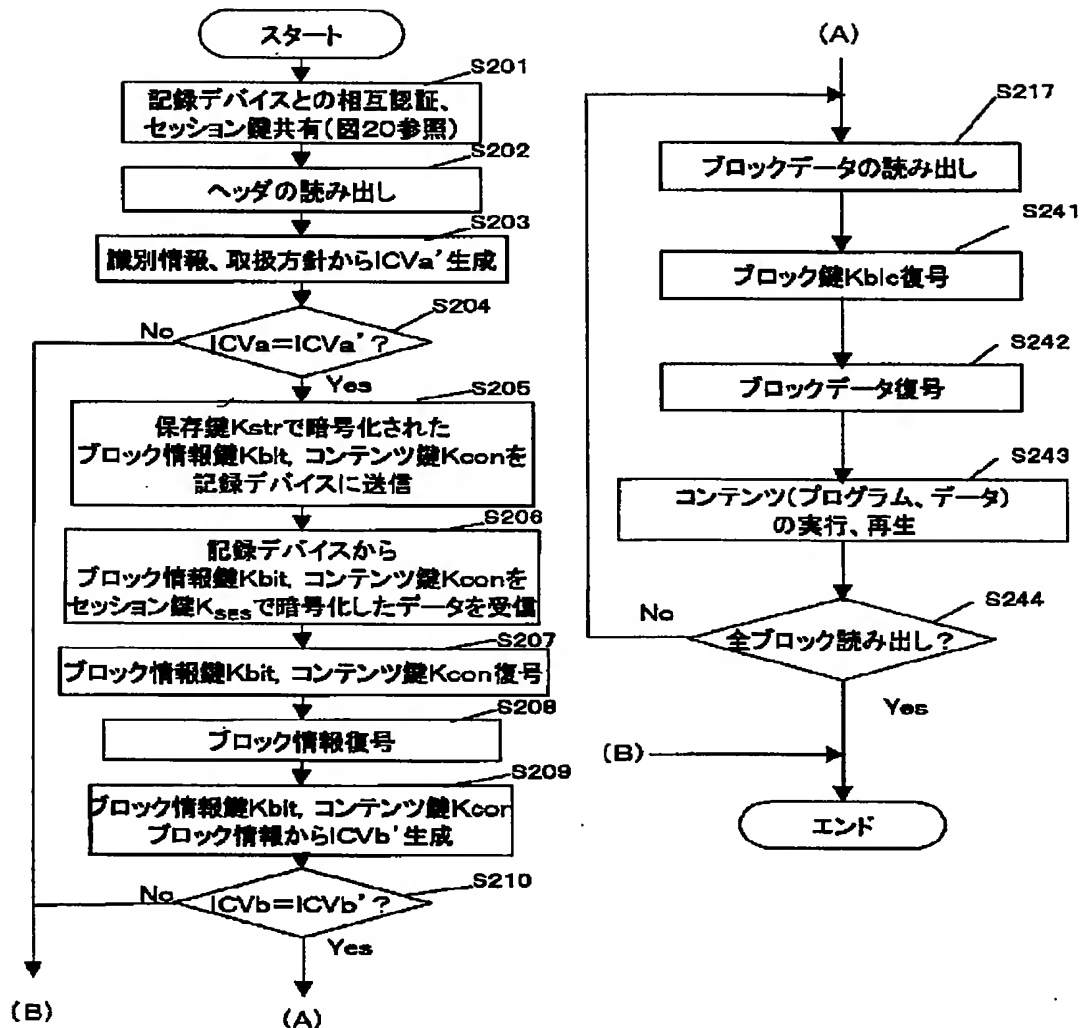 スタート
S201
記録デバイスとの相互認証、
セッション鍵共有(図20参照)
S202
ヘッダの読み出し
S203
識別情報、取扱方針からICVa'生成
S204
No
ICVa=ICVa'?
Yes
S205
保存鍵Kstrで暗号化された
ブロック情報鍵Kbit, コンテンツ鍵Kconを
記録デバイスに送信
S206
記録デバイスから
ブロック情報鍵Kbit, コンテンツ鍵Kconを
セッション鍵KSESで暗号化したデータを受信
S207
ブロック情報鍵Kbit, コンテンツ鍵Kcon復号
S208
ブロック情報復号
S209
ブロック情報鍵Kbit, コンテンツ鍵Kcon
ブロック情報からICVb'生成
S210
No
ICVb=ICVb'?
Yes
(B)
(A)
(A)
S217
ブロックデータの読み出し
S241
ブロック鍵Kblc復号
S242
ブロックデータ復号
S243
コンテンツ(プログラム、データ)
の実行、再生
S244
No
全ブロック読み出し?
Yes
(B)
エンド